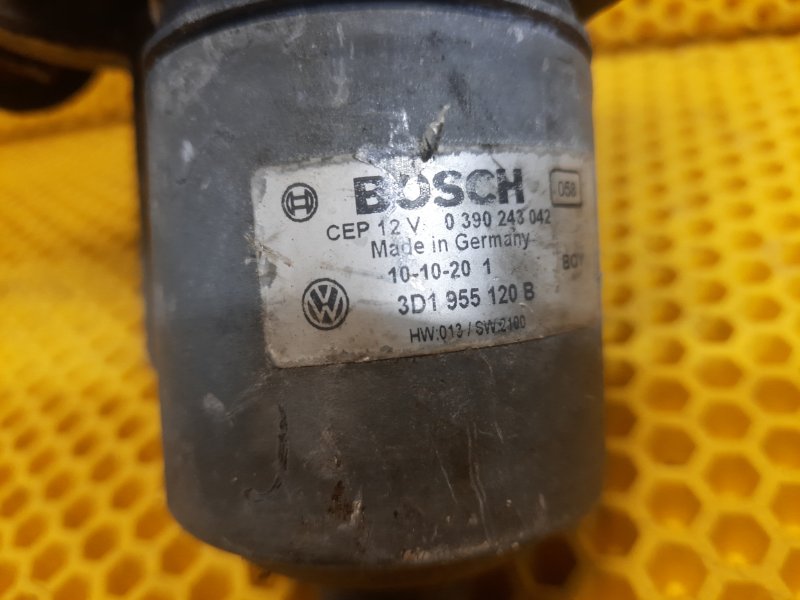 BOSCH 058
CEP 12 V 0 390 243 042
Made in Germany
10-10-20 1
3D1 955 120 B
HW:013 / SW:2100